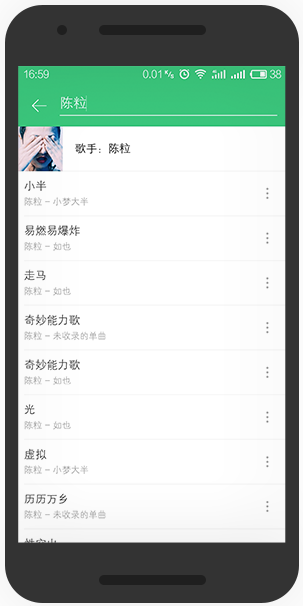 16:59
0.01 K/s
38
陈粒
歌手：陈粒
小半
陈粒 – 小梦大半
易燃易爆炸
陈粒 – 如也
走马
陈粒 – 如也
奇妙能力歌
陈粒 – 未收录的单曲
奇妙能力歌
陈粒 – 如也
光
陈粒 – 如也
虚拟
陈粒 – 小梦大半
历历万乡
陈粒 – 未收录的单曲